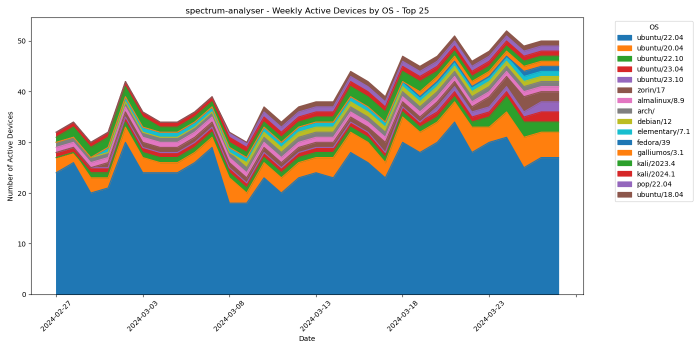 spectrum-analyser - Weekly Active Devices by OS - Top 25
Number of Active Devices
50
40
30
20
10
0
2024-02-27
2024-03-03
2024-03-08
2024-03-13
2024-03-18
2024-03-23
Date
OS
ubuntu/22.04
ubuntu/20.04
ubuntu/22.10
ubuntu/23.04
ubuntu/23.10
zorin/17
almalinux/8.9
arch/
debian/12
elementary/7.1
fedora/39
galliumos/3.1
kali/2023.4
kali/2024.1
pop/22.04
ubuntu/18.04